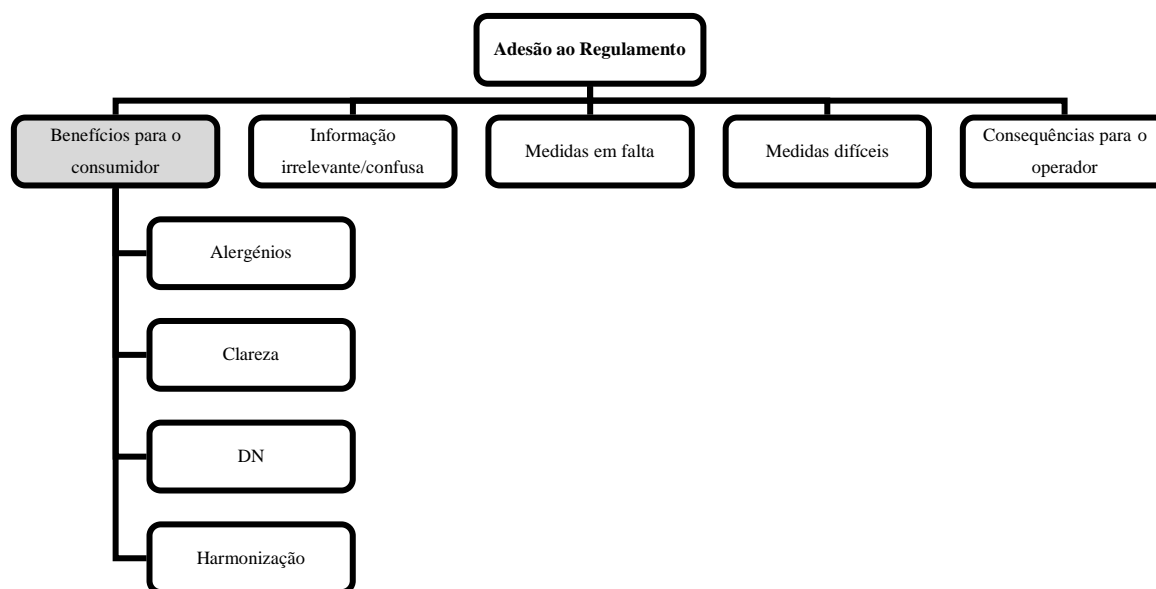 Adesão ao Regulamento
Benefícios para o
consumidor
Informação
irrelevante/confusa
Medidas em falta
Medidas difíceis
Consequências para o
operador
Alergénios
Clareza
DN
Harmonização